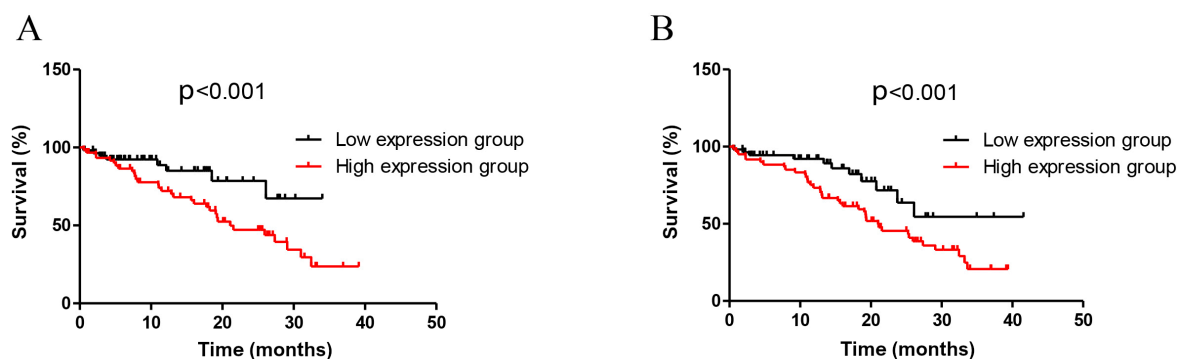 A
150
100
50
0
Survival (%)
p<0.001
Low expression group
High expression group
0 10 20 30 40 50
Time (months)
B
150
100
50
0
Survival (%)
p<0.001
Low expression group
High expression group
0 10 20 30 40 50
Time (months)